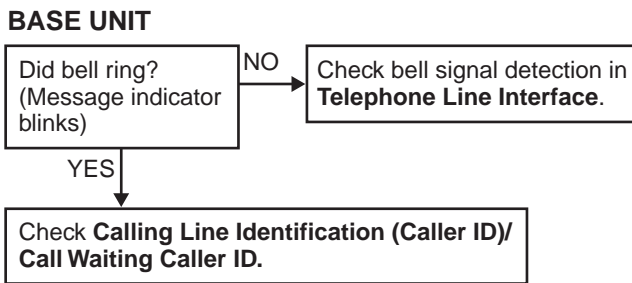 BASE UNIT
Did bell ring?
(Message indicator
blinks)
NO
Check bell signal detection in
Telephone Line Interface.
YES
Check Calling Line Identification (Caller ID)/
Call Waiting Caller ID.